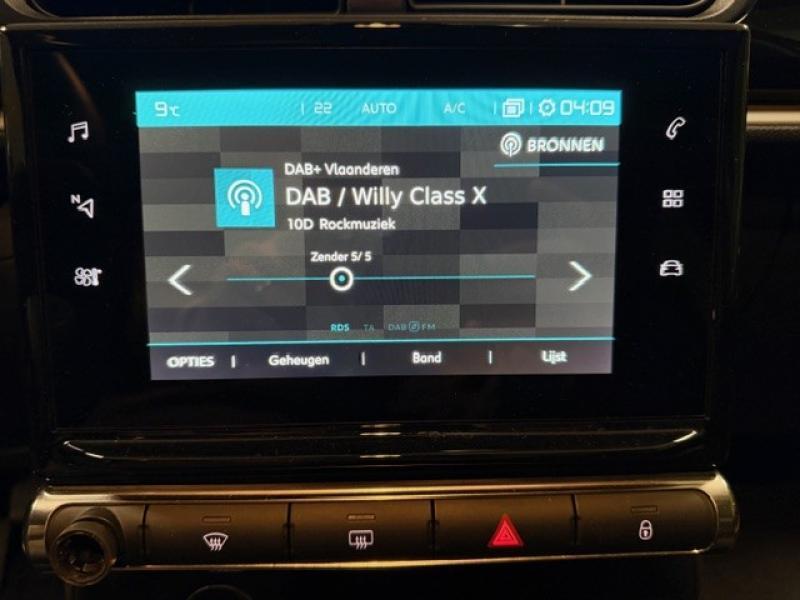 9°C 22 AUTO A/C 04:09
BRONNEN
DAB+ Vlaanderen
DAB / Willy Class X
10D Rockmuziek
Zender 5/5
RDS TA DAB FM
OPTIES Geheugen Band Lijst
N